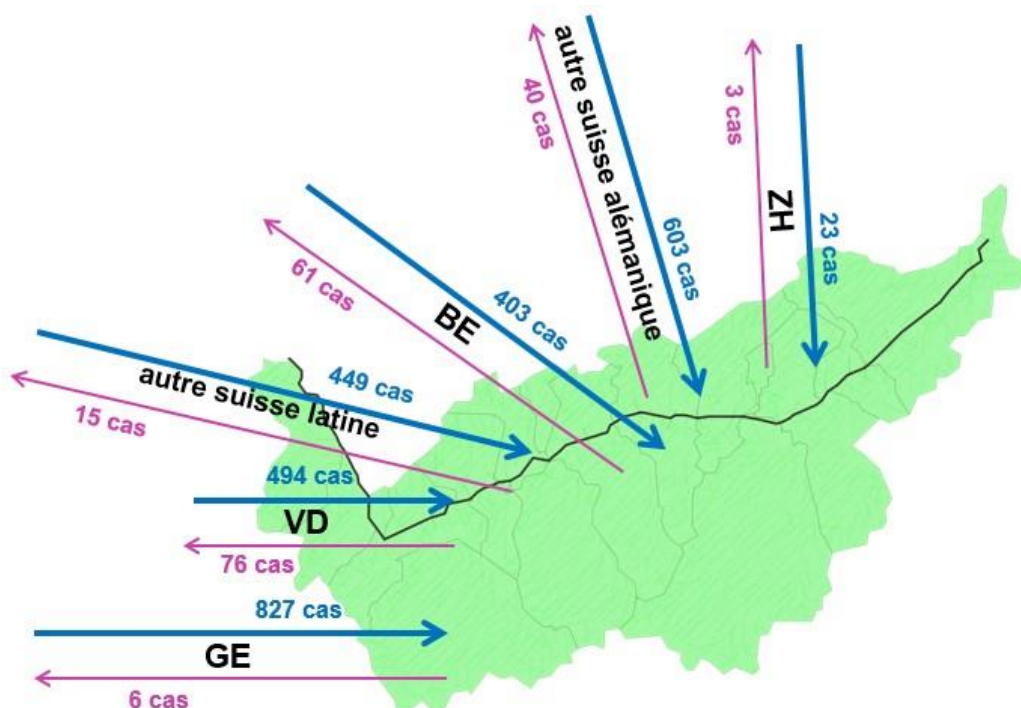 autre suisse alémanique
40 cas
603 cas
3 cas
ZH
23 cas
61 cas
BE
403 cas
autre suisse latine
449 cas
15 cas
494 cas
VD
76 cas
827 cas
GE
6 cas